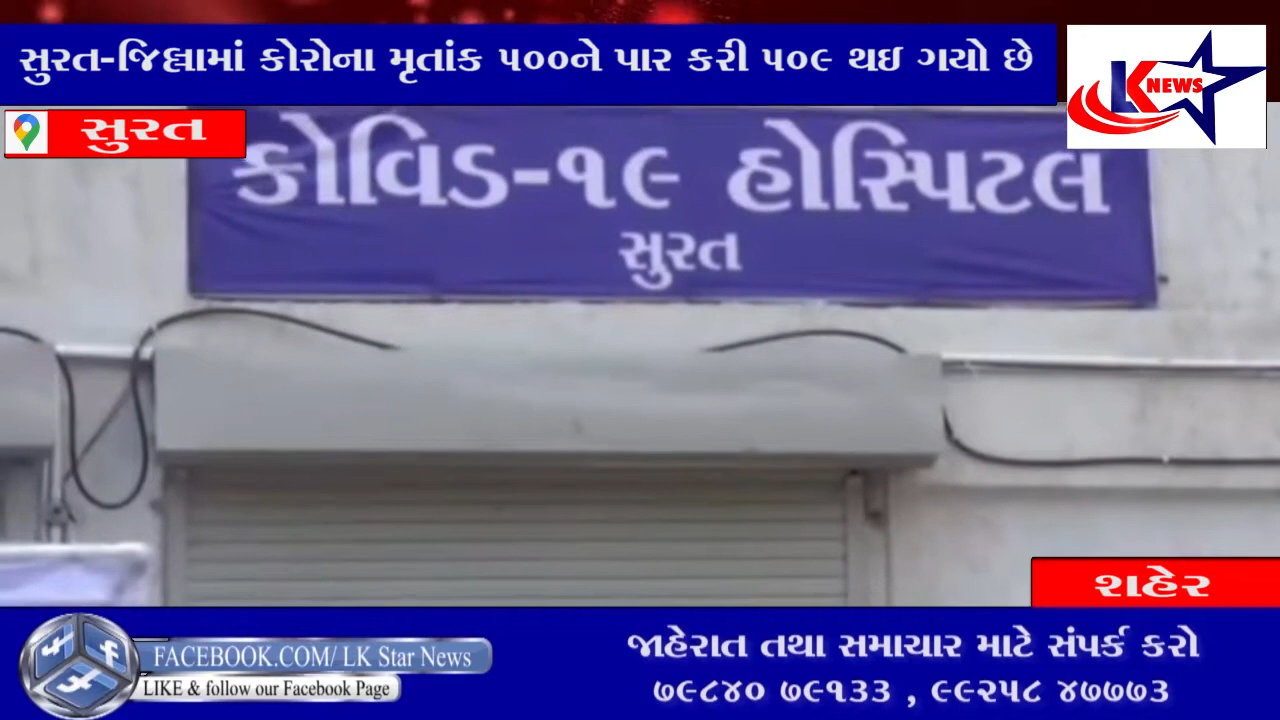 સુરત-જિલ્લામાં કોરોના મૃતાંક ૫૦૦ને પાર કરી ૫૦૯ થઇ ગયો છે
LK NEWS
સુરત
કોવિડ-૧૯ હોસ્પિટલ
સુરત
શહેર
FACEBOOK.COM/ LK Star News
LIKE & follow our Facebook Page
જાહેરાત તથા સમાચાર માટે સંપર્ક કરો
૭૯૮૪૦ ૭૯૧૩૩ , ૯૯૨૫૮ ૪૭૭૭૩